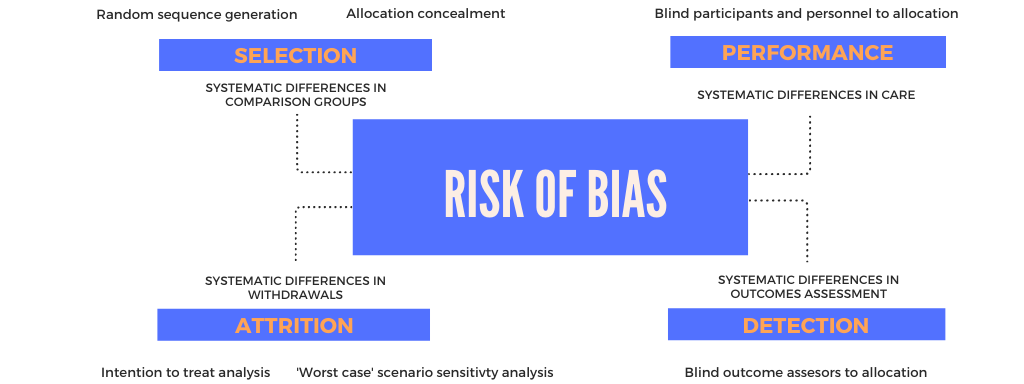 Random sequence generation
Allocation concealment
Blind participants and personnel to allocation
SELECTION
PERFORMANCE
SYSTEMATIC DIFFERENCES IN
COMPARISON GROUPS
SYSTEMATIC DIFFERENCES IN CARE
RISK OF BIAS
SYSTEMATIC DIFFERENCES IN
WITHDRAWALS
SYSTEMATIC DIFFERENCES IN
OUTCOMES ASSESSMENT
ATTRITION
DETECTION
Intention to treat analysis
'Worst case' scenario sensitivty analysis
Blind outcome assesors to allocation